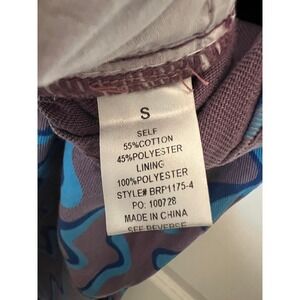 S
SELF
55%COTTON
45%POLYESTER
LINING
100%POLYESTER
STYLE# BRP1175-4
PO: 100728
MADE IN CHINA
SEE REVERSE